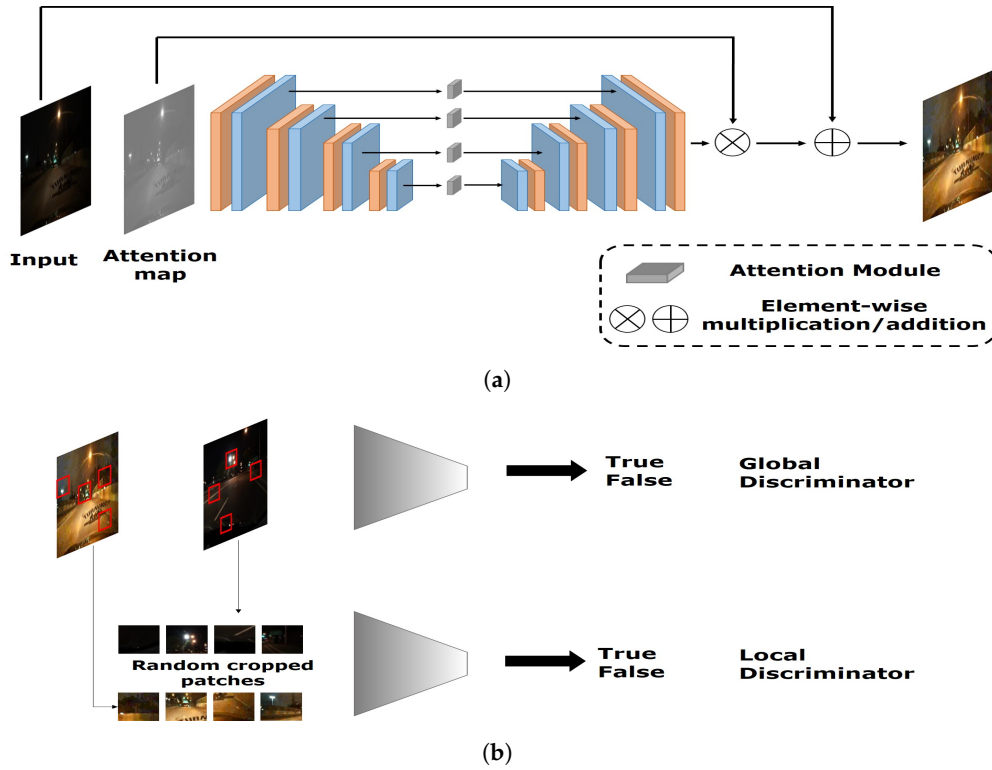 Input
Attention
map
Attention Module
Element-wise
multiplication/addition
(a)
True
False
Global
Discriminator
Random cropped
patches
True
False
Local
Discriminator
(b)